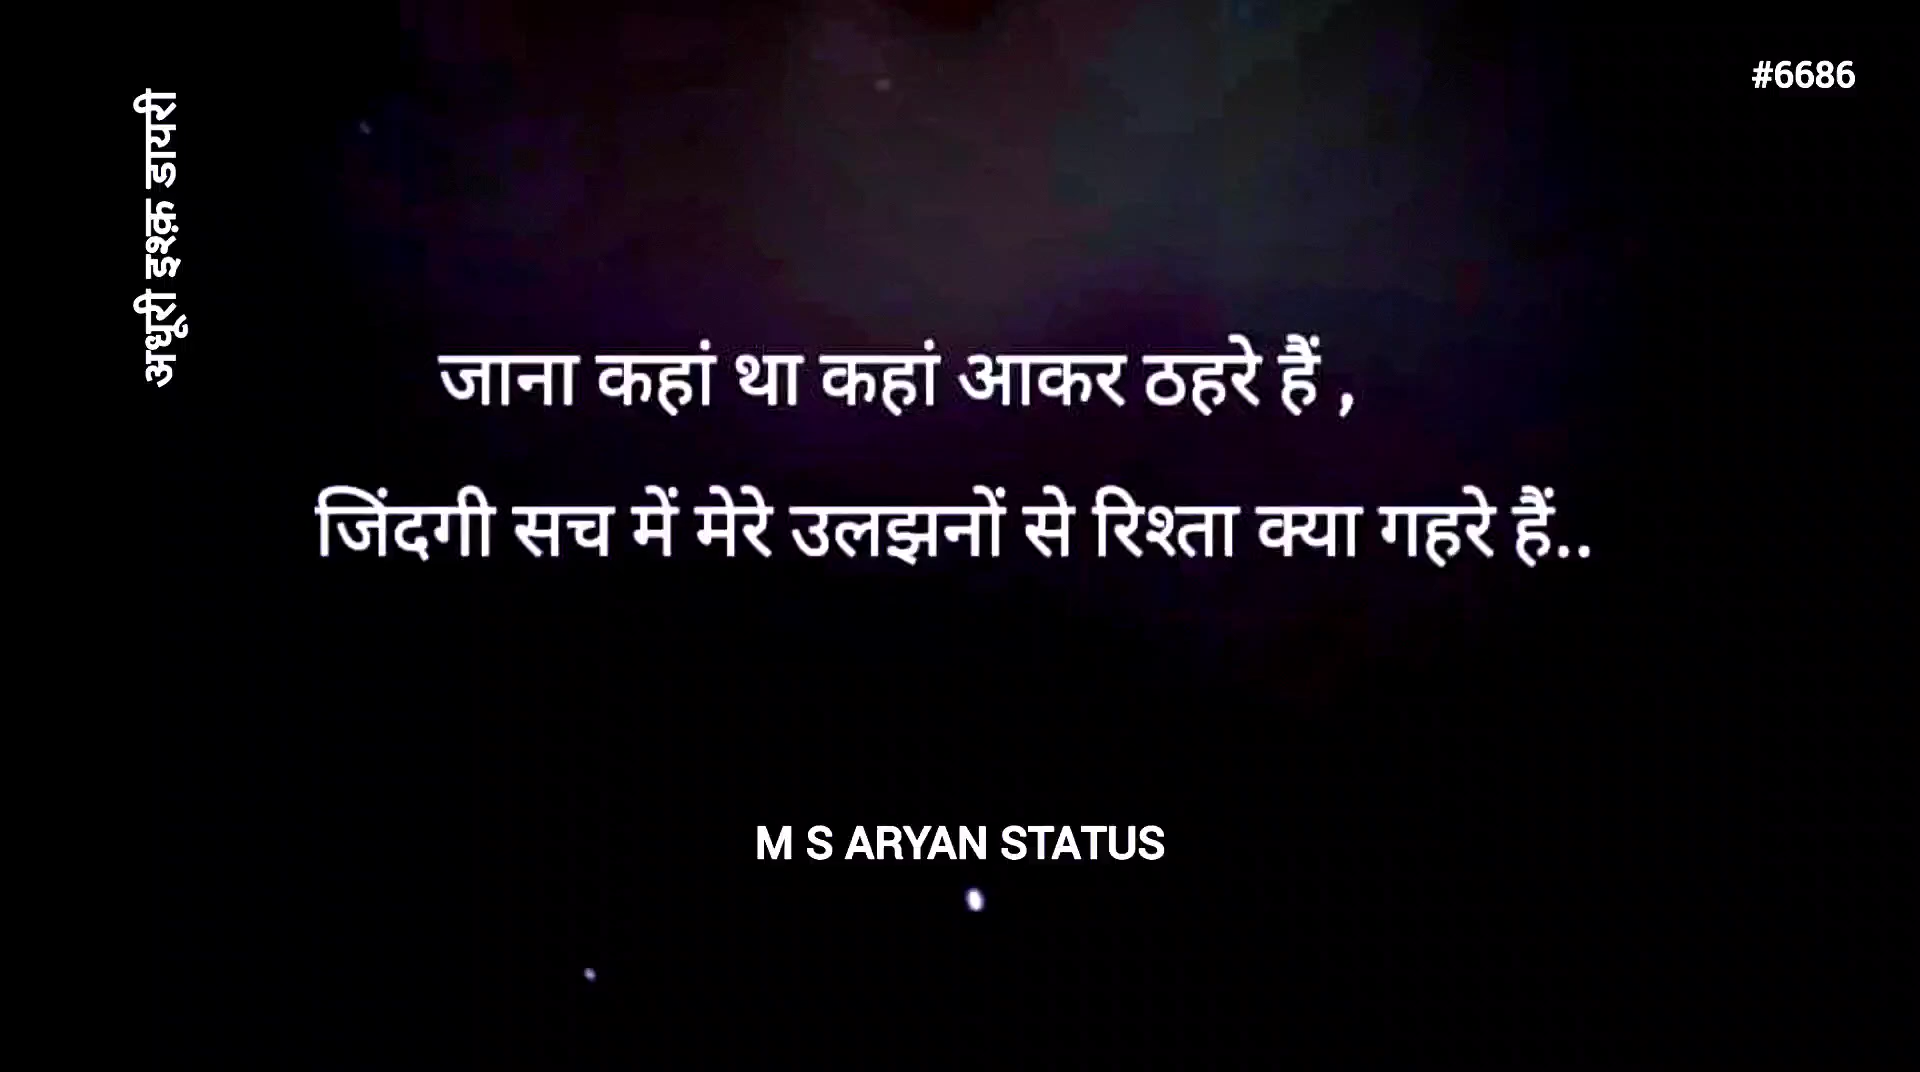 #6686
अधूरी इश्क़ डायरी
जाना कहां था कहां आकर ठहरे हैं ,
जिंदगी सच में मेरे उलझनों से रिश्ता क्या गहरे हैं..
M S ARYAN STATUS